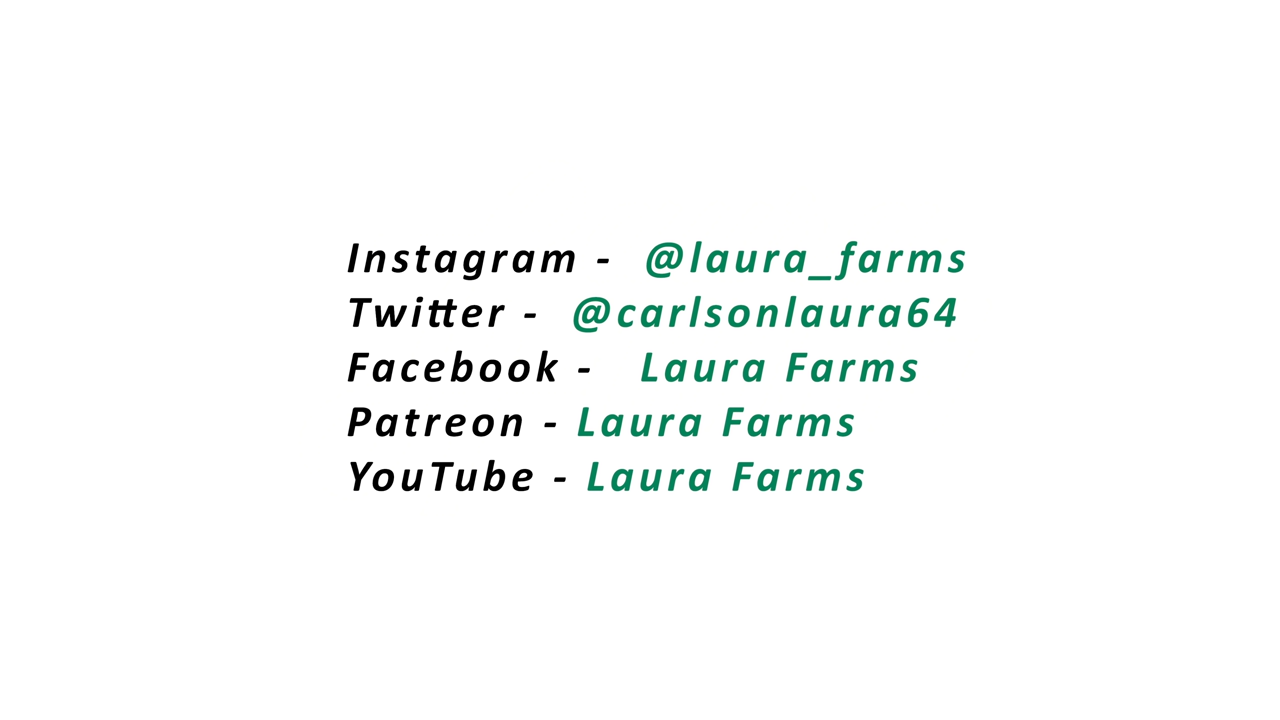 Instagram - @laura_farms
Twitter - @carlsonlaura64
Facebook - Laura Farms
Patreon - Laura Farms
YouTube - Laura Farms